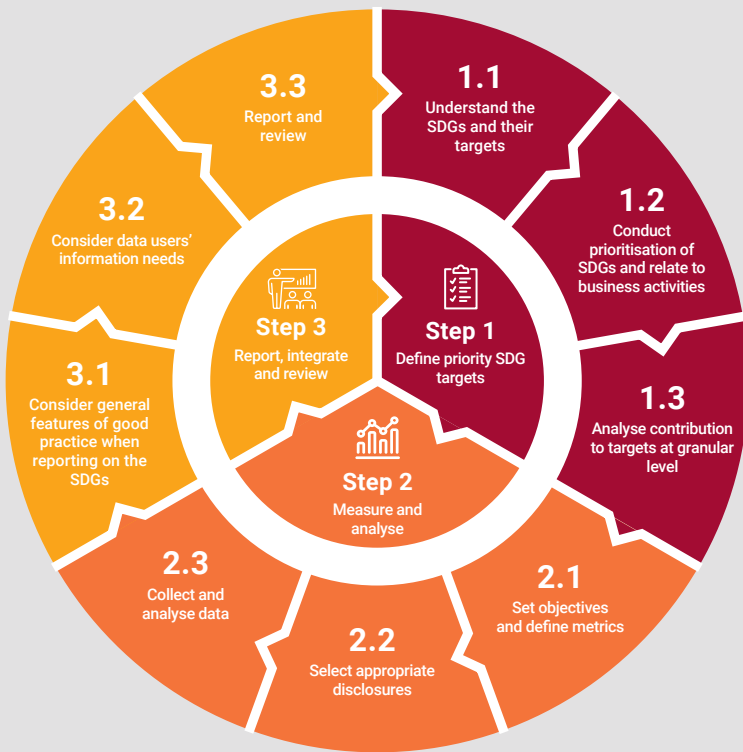 1.1
Understand the
SDGs and their
targets
1.2
Conduct
prioritisation of
SDGs and relate to
business activities
1.3
Analyse contribution
to targets at granular
level
2.1
Set objectives
and define metrics
2.2
Select appropriate
disclosures
2.3
Collect and
analyse data
3.1
Consider general
features of good
practice when
reporting on the
SDGs
3.2
Consider data users’
information needs
3.3
Report and
review
Step 1
Define priority SDG
targets
Step 2
Measure and
analyse
Step 3
Report, integrate
and review